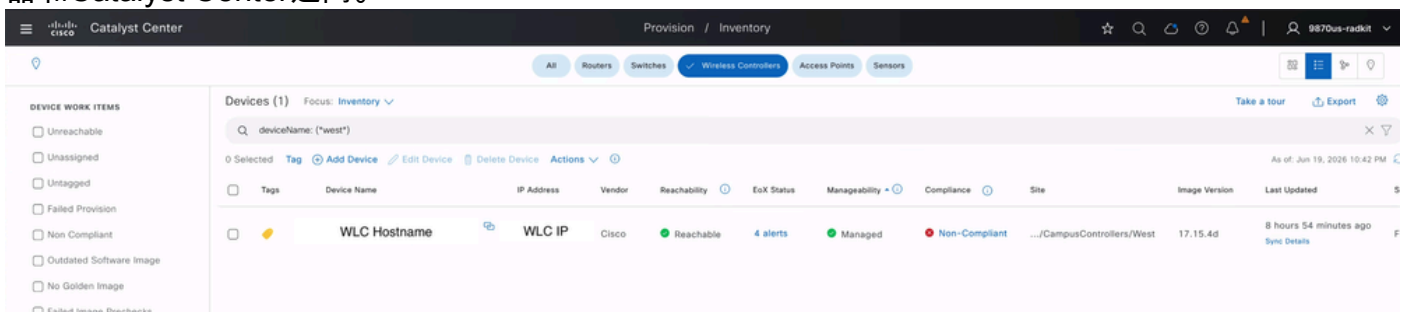 Catalyst Center
Provision / Inventory
9870us-radkit
All Routers Switches Wireless Controllers Access Points Sensors
DEVICE WORK ITEMS
Unreachable
Unassigned
Untagged
Failed Provision
Non Compliant
Outdated Software Image
No Golden Image
Failed Image Prechecks
Devices (1) Focus: Inventory
Take a tour Export
deviceName: (*west*)
0 Selected Tag Add Device Edit Device Delete Device Actions
As of: Jun 19, 2026 10:42 PM
Tags Device Name IP Address Vendor Reachability EoX Status Manageability Compliance Site Image Version Last Updated S
WLC Hostname WLC IP Cisco Reachable 4 alerts Managed Non-Compliant .../CampusControllers/West 17.15.4d 8 hours 54 minutes ago F
Sync Details